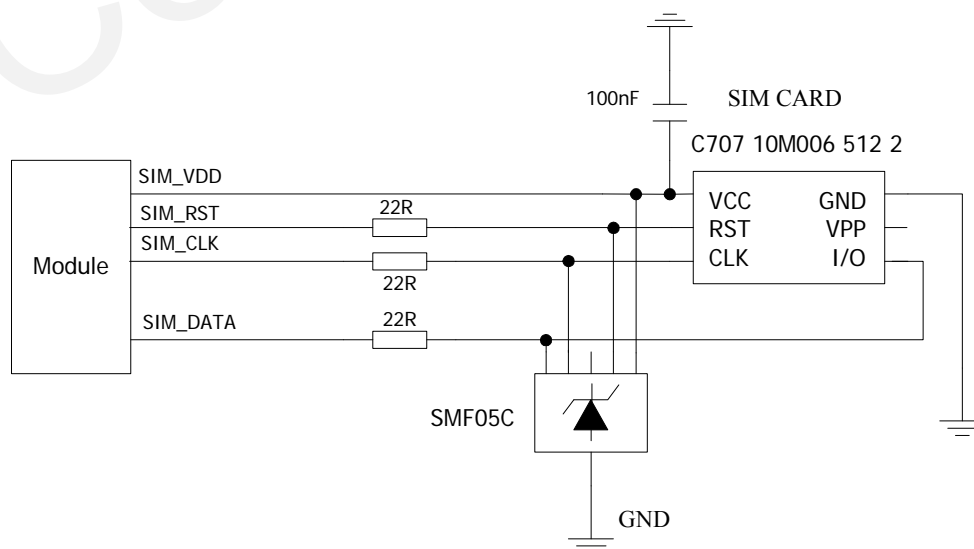 100nF
SIM CARD
C707 10M006 512 2
SIM_VDD
SIM_RST
22R
SIM_CLK
22R
SIM_DATA
22R
Module
VCC
GND
RST
VPP
CLK
I/O
SMF05C
GND